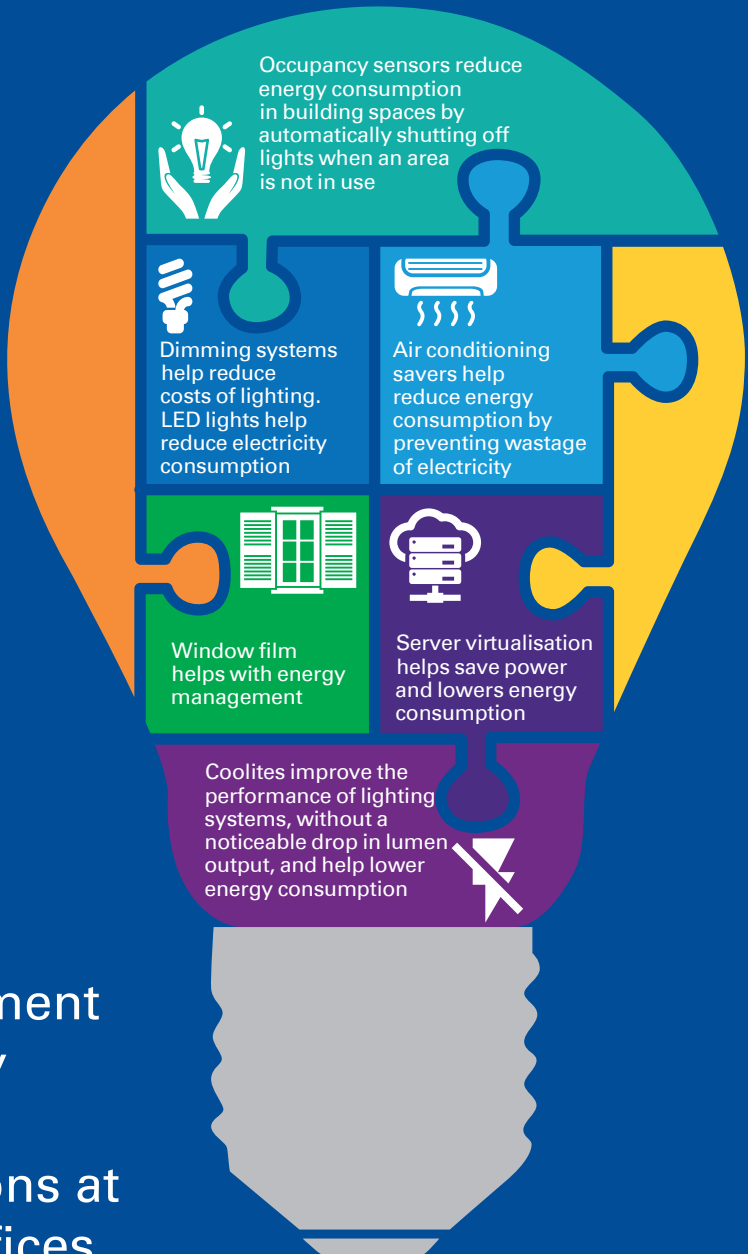 Occupancy sensors reduce
energy consumption
in building spaces by
automatically shutting off
lights when an area
is not in use
Dimming systems
help reduce
costs of lighting.
LED lights help
reduce electricity
consumption
Air conditioning
savers help
reduce energy
consumption by
preventing wastage
of electricity
Window film
helps with energy
management
Server virtualisation
helps save power
and lowers energy
consumption
Coolites improve the
performance of lighting
systems, without a
noticeable drop in lumen
output, and help lower
energy consumption
at